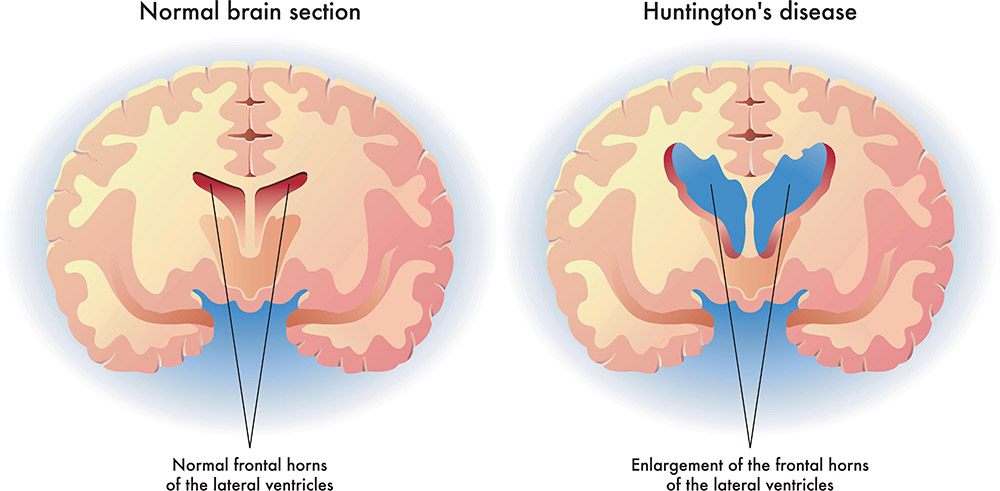 Normal brain section
Huntington's disease
Normal frontal horns
of the lateral ventricles
Enlargement of the frontal horns
of the lateral ventricles